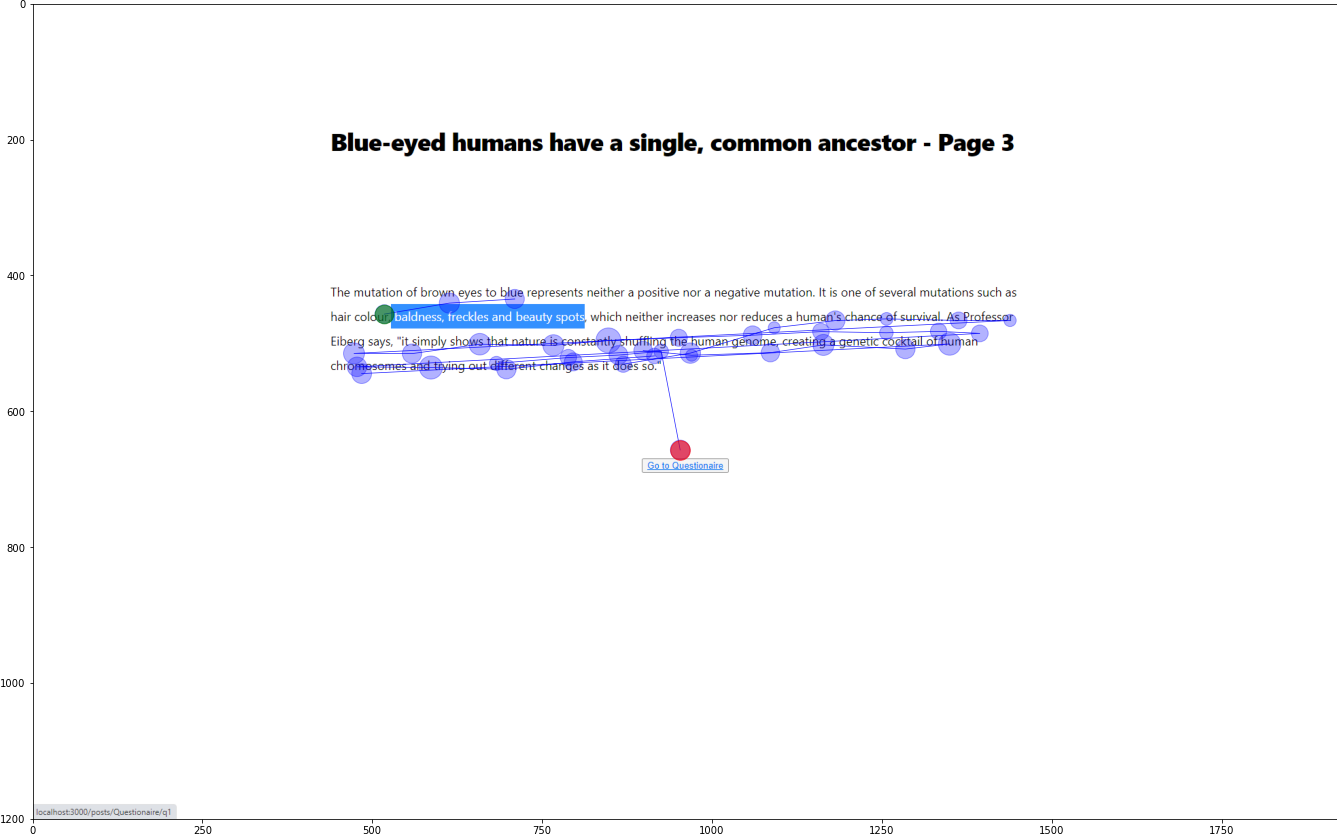 0
200
Blue-eyed humans have a single, common ancestor - Page 3
400
The mutation of brown eyes to blue represents neither a positive nor a negative mutation. It is one of several mutations such as
hair colour, baldness, freckles and beauty spots, which neither increases nor reduces a human's chance of survival. As Professor
Eiberg says, "it simply shows that nature is constantly shuffling the human genome, creating a genetic cocktail of human
chromosomes and trying out different changes as it does so."
600
Go to Questionaire
800
1000
localhost:3000/posts/Questionaire/q1
1200
0 250 500 750 1000 1250 1500 1750